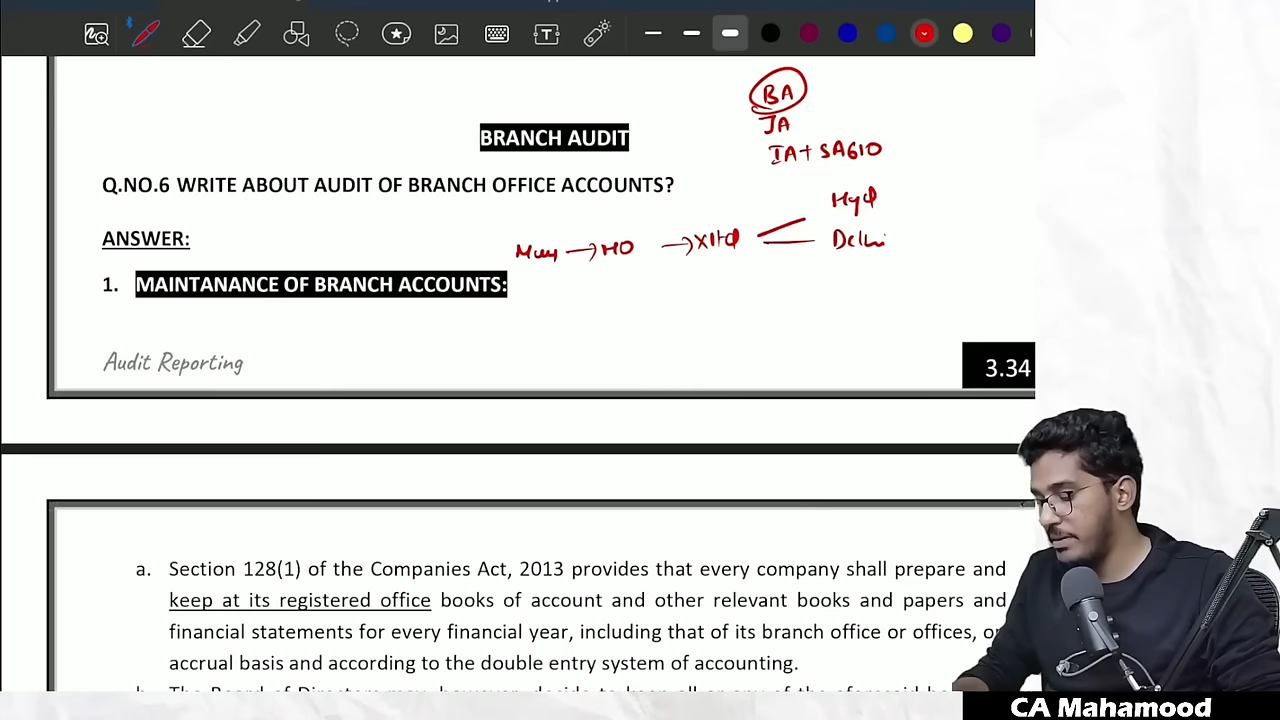 BA
JA
IA + SA610
BRANCH AUDIT
Q.NO.6 WRITE ABOUT AUDIT OF BRANCH OFFICE ACCOUNTS?
Hyd
ANSWER:
→ HO → X Ltd Delhi
1. MAINTANANCE OF BRANCH ACCOUNTS:
Audit Reporting
3.34
a. Section 128(1) of the Companies Act, 2013 provides that every company shall prepare and
keep at its registered office books of account and other relevant books and papers and
financial statements for every financial year, including that of its branch office or offices,
accrual basis and according to the double entry system of accounting.
CA Mahamood